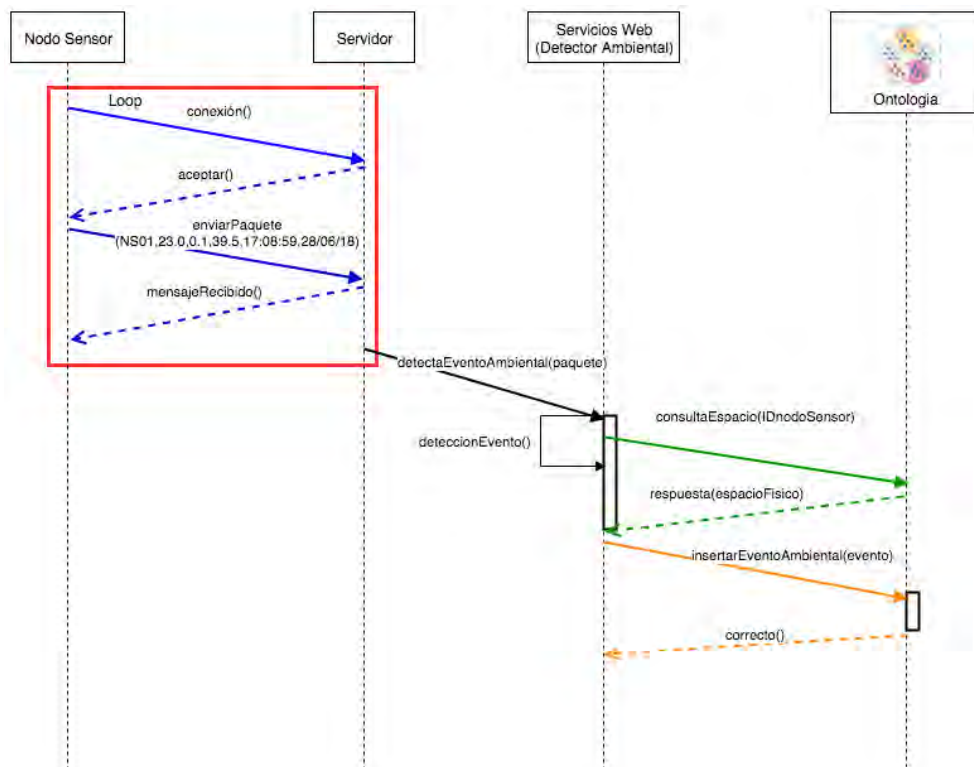 Nodo Sensor
Servidor
Servicios Web
(Detector Ambiental)
Ontologia
Loop
conexión()
aceptar()
enviarPaquete
(NS01,23.0,0.1,39.5,17:08:59,28/06/18)
mensajeRecibido()
detectaEventoAmbiental(paquete)
consultaEspacio(IDnodoSensor)
deteccionEvento()
respuesta(espacioFisico)
insertarEventoAmbiental(evento)
correcto()